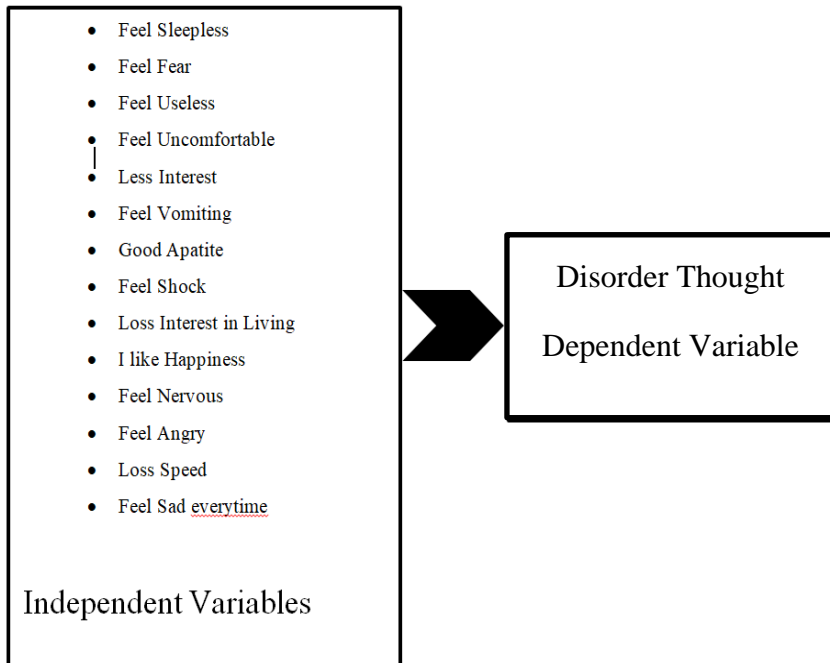 • Feel Sleepless
• Feel Fear
• Feel Useless
• Feel Uncomfortable
• Less Interest
• Feel Vomiting
• Good Apatite
• Feel Shock
• Loss Interest in Living
• I like Happiness
• Feel Nervous
• Feel Angry
• Loss Speed
• Feel Sad everytime
Independent Variables
Disorder Thought
Dependent Variable